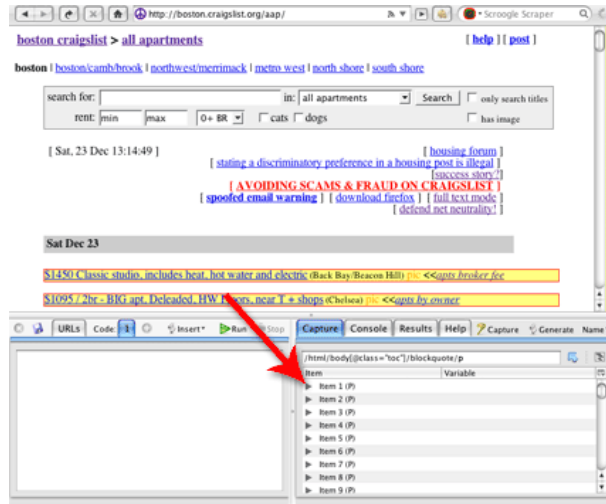 http://boston.craigslist.org/aap/ Scroogle Scraper
boston craigslist > all apartments [ help ] [ post ]
boston | boston/camb/brook | northwest/merrimack | metro west | north shore | south shore
search for: in: all apartments Search only search titles
rent: min max 0+ BR cats dogs has image
[ Sat, 23 Dec 13:14:49 ] [ housing forum ]
[ stating a discriminatory preference in a housing post is illegal ]
[success story?]
[ AVOIDING SCAMS & FRAUD ON CRAIGSLIST ]
[ spoofed email warning ] [ download firefox ] [ full text mode ]
[ defend net neutrality! ]
Sat Dec 23
$1450 Classic studio, includes heat, hot water and electric (Back Bay/Beacon Hill) pic <<apts broker fee
$1095 / 2br - BIG apt, Deleaded, HW Floors, near T + shops (Chelsea) pic <<apts by owner
URLs Code 1 Insert Run Stop Capture Console Results Help Capture Generate Name
/html/body[@class="toc"]/blockquote/p
Item Variable
Item 1 (P)
Item 2 (P)
Item 3 (P)
Item 4 (P)
Item 5 (P)
Item 6 (P)
Item 7 (P)
Item 8 (P)
Item 9 (P)